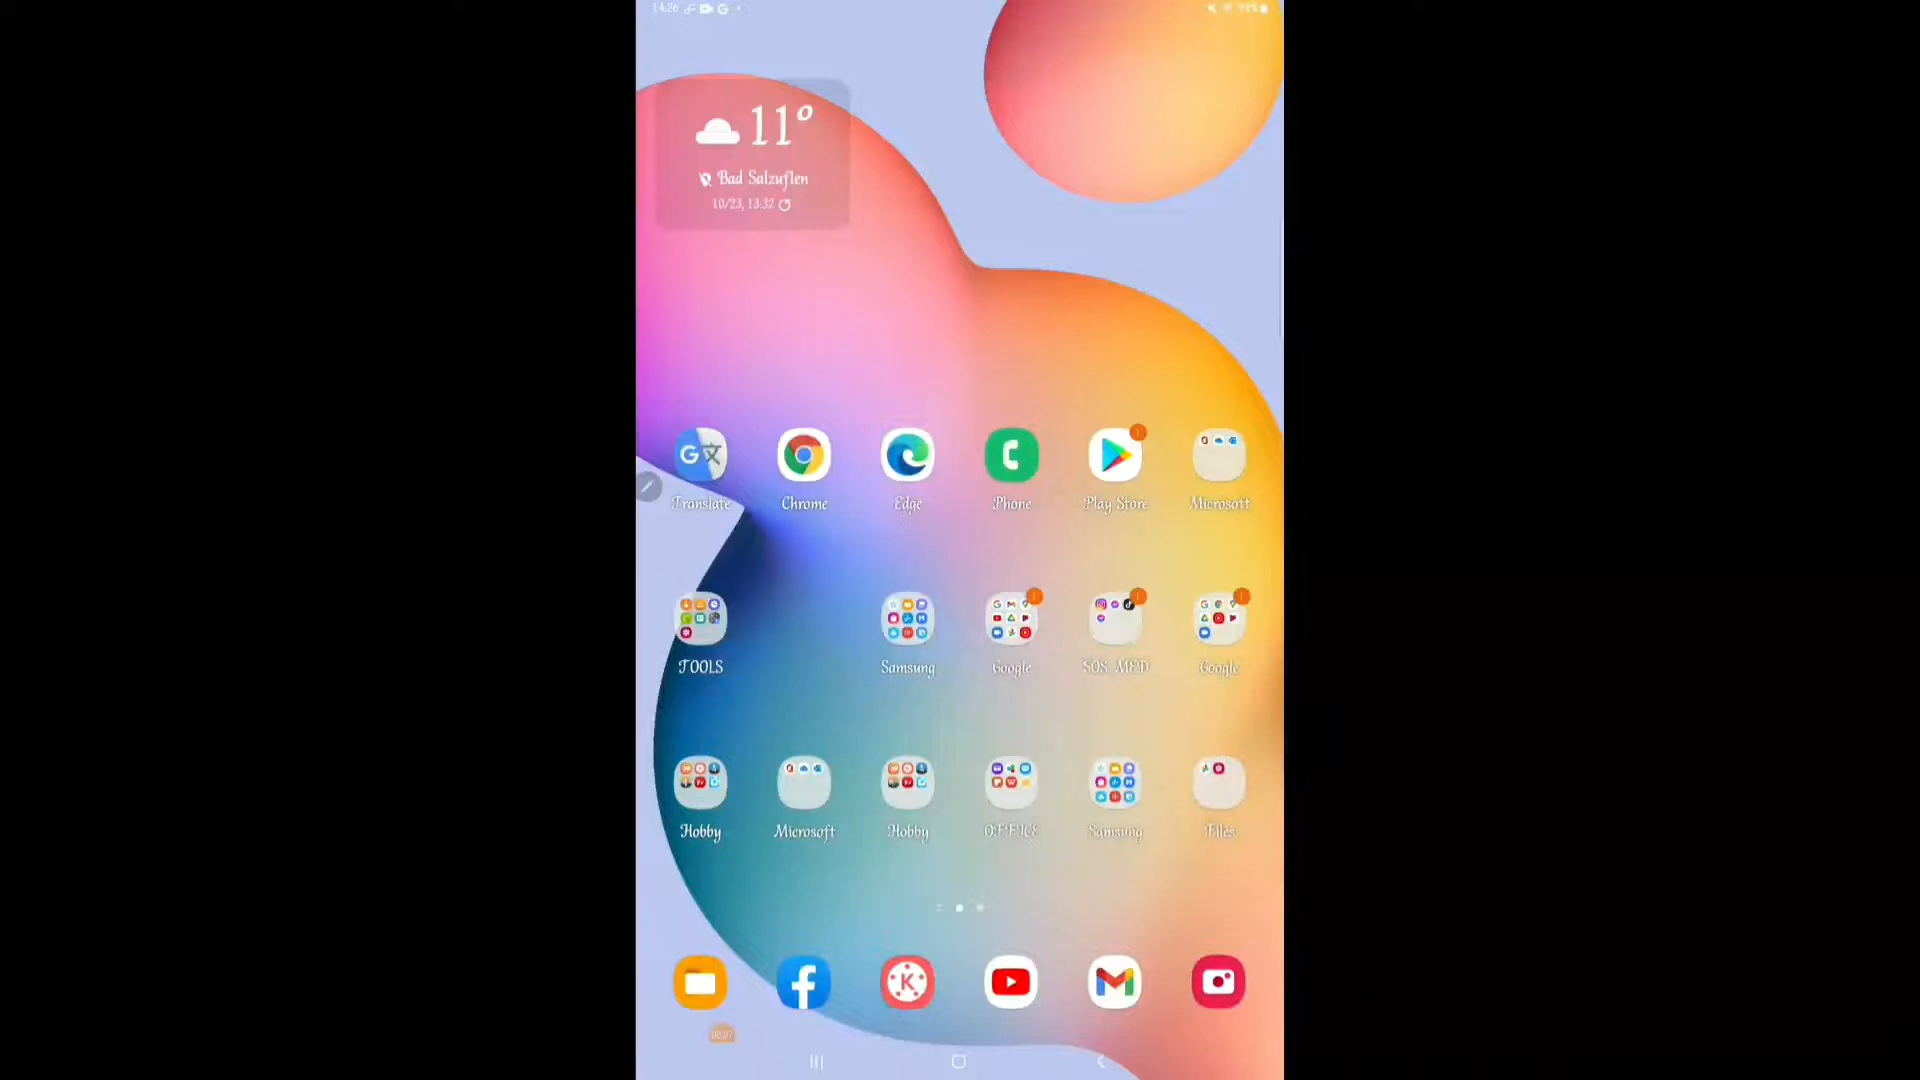 14:26
99%
11°
Bad Salzuflen
10/23, 13:32
Translate
Chrome
Edge
Phone
Play Store
Microsoft
TOOLS
Samsung
Google
SOS MED
Google
Hobby
Microsoft
Hobby
OFFICE
Samsung
Files